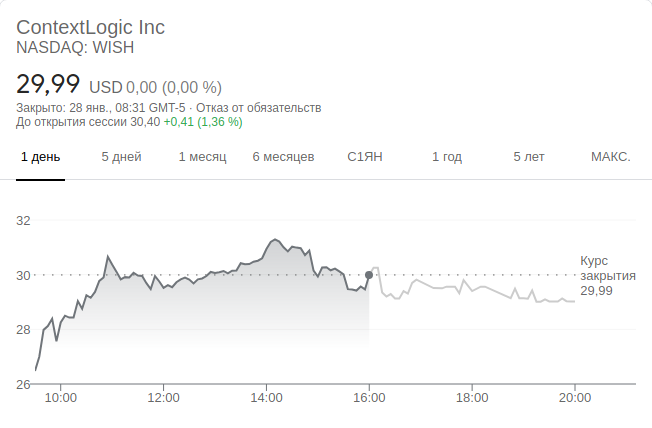 ContextLogic Inc
NASDAQ: WISH
29,99 USD 0,00 (0,00 %)
Закрыто: 28 янв., 08:31 GMT-5 · Отказ от обязательств
До открытия сессии 30,40 +0,41 (1,36 %)
1 день 5 дней 1 месяц 6 месяцев С1ЯН 1 год 5 лет МАКС.
32
30
28
26
Курс
закрытия
29,99
10:00 12:00 14:00 16:00 18:00 20:00